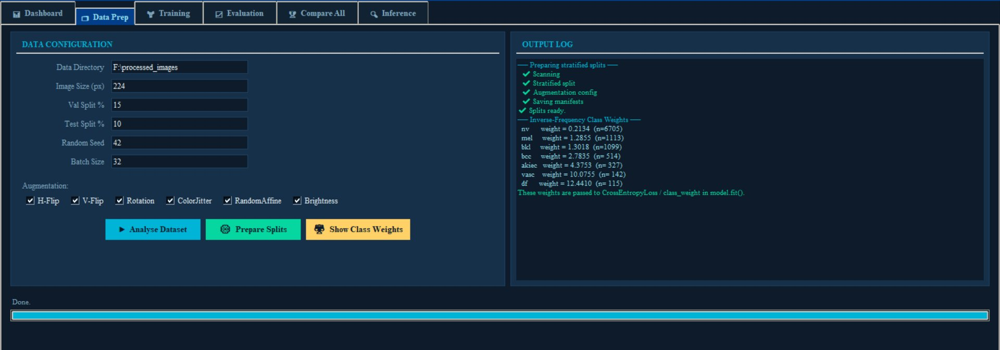 Dashboard Data Prep Training Evaluation Compare All Inference
DATA CONFIGURATION
Data Directory F:\processed_images
Image Size (px) 224
Val Split % 15
Test Split % 10
Random Seed 42
Batch Size 32
Augmentation:
H-Flip V-Flip Rotation ColorJitter RandomAffine Brightness
Analyse Dataset Prepare Splits Show Class Weights
OUTPUT LOG
── Preparing stratified splits ──
✔ Scanning
✔ Stratified split
✔ Augmentation config
✔ Saving manifests
✔ Splits ready.
── Inverse-Frequency Class Weights ──
nv weight = 0.2134 (n=6705)
mel weight = 1.2855 (n=1113)
bkl weight = 1.3018 (n=1099)
bcc weight = 2.7835 (n= 514)
akiec weight = 4.3753 (n= 327)
vasc weight = 10.0755 (n= 142)
df weight = 12.4410 (n= 115)
These weights are passed to CrossEntropyLoss / class_weight in model.fit().
Done.